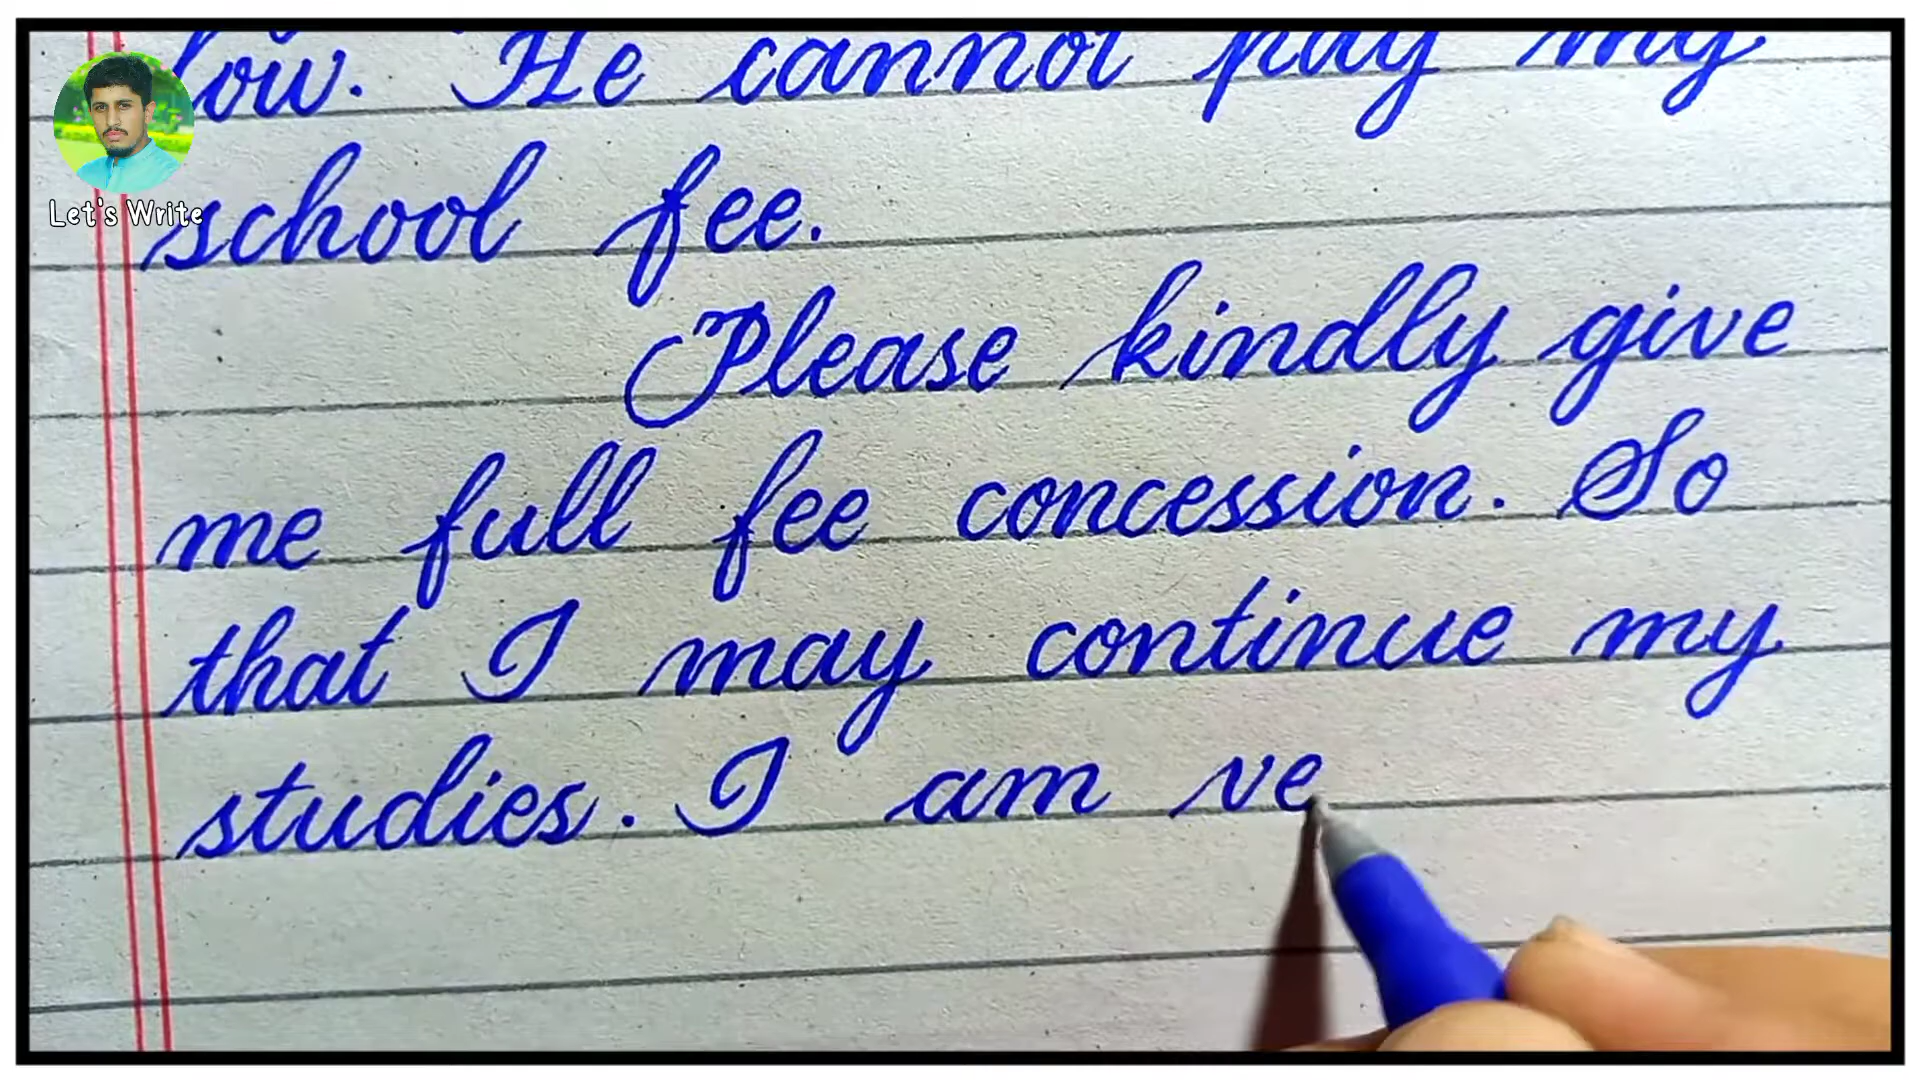 low. He cannot pay my
Let's Write
school fee.
Please kindly give
me full fee concession. So
that I may continue my
studies. I am ve